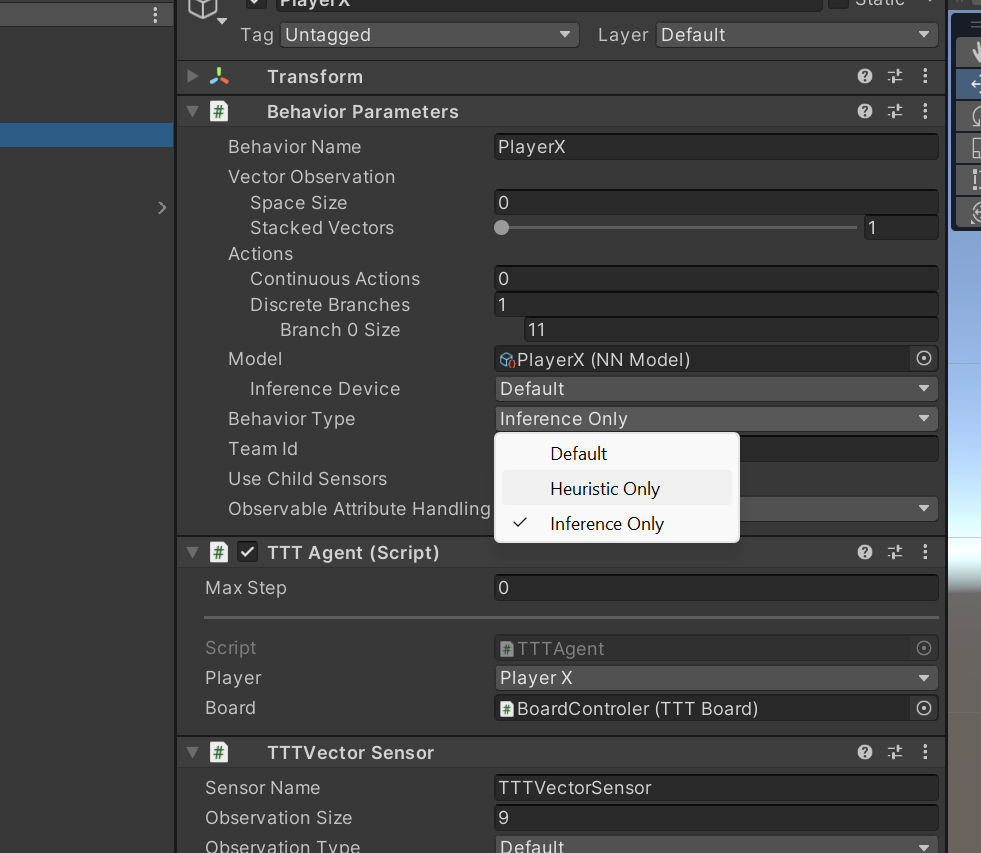 PlayerX
Static
Tag Untagged Layer Default
Transform
# Behavior Parameters
Behavior Name PlayerX
Vector Observation
Space Size 0
Stacked Vectors 1
Actions
Continuous Actions 0
Discrete Branches 1
Branch 0 Size 11
Model PlayerX (NN Model)
Inference Device Default
Behavior Type Inference Only
Team Id
Default
Use Child Sensors
Heuristic Only
Observable Attribute Handling
Inference Only
# TTT Agent (Script)
Max Step 0
Script # TTTAgent
Player Player X
Board # BoardControler (TTT Board)
# TTTVector Sensor
Sensor Name TTTVectorSensor
Observation Size 9
Observation Type Default